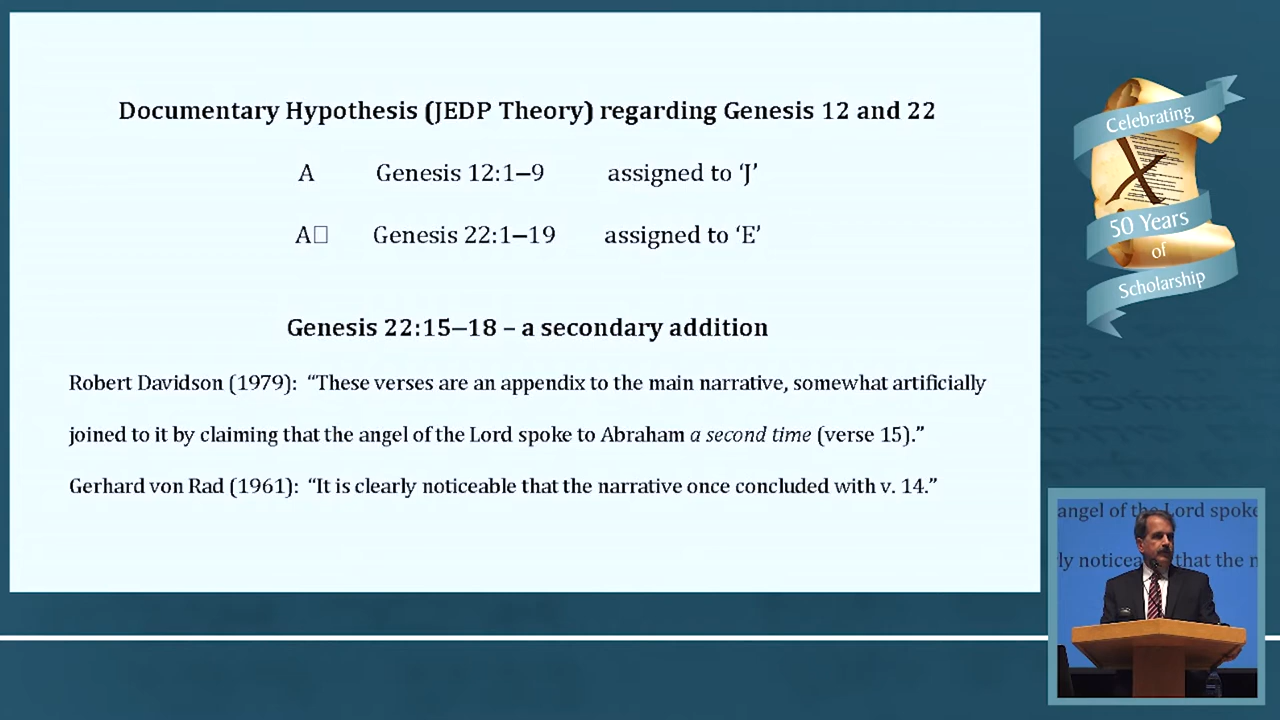 Documentary Hypothesis (JEDP Theory) regarding Genesis 12 and 22
A Genesis 12:1–9 assigned to ‘J’
A□ Genesis 22:1–19 assigned to ‘E’
Genesis 22:15–18 – a secondary addition
Robert Davidson (1979): “These verses are an appendix to the main narrative, somewhat artificially
joined to it by claiming that the angel of the Lord spoke to Abraham a second time (verse 15).”
Gerhard von Rad (1961): “It is clearly noticeable that the narrative once concluded with v. 14.”
Celebrating
50 Years
of
Scholarship
angel of the Lord spoke
ly noticea that the n